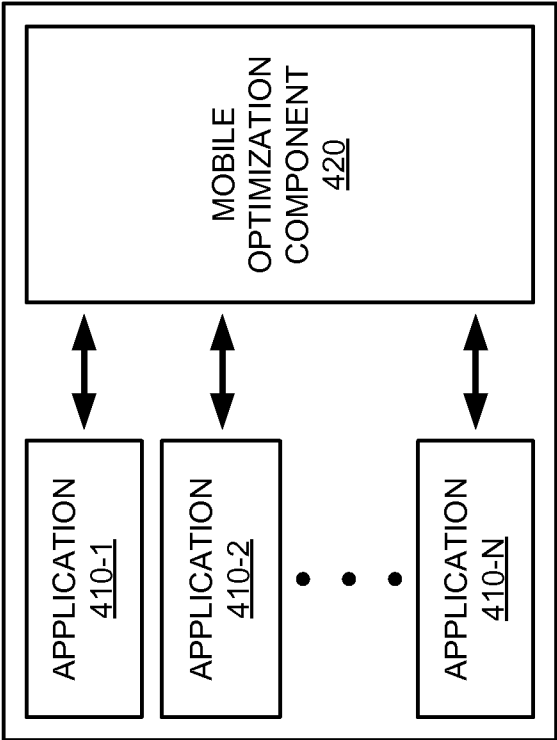 APPLICATION
410-1
APPLICATION
410-2
APPLICATION
410-N
MOBILE
OPTIMIZATION
COMPONENT
420